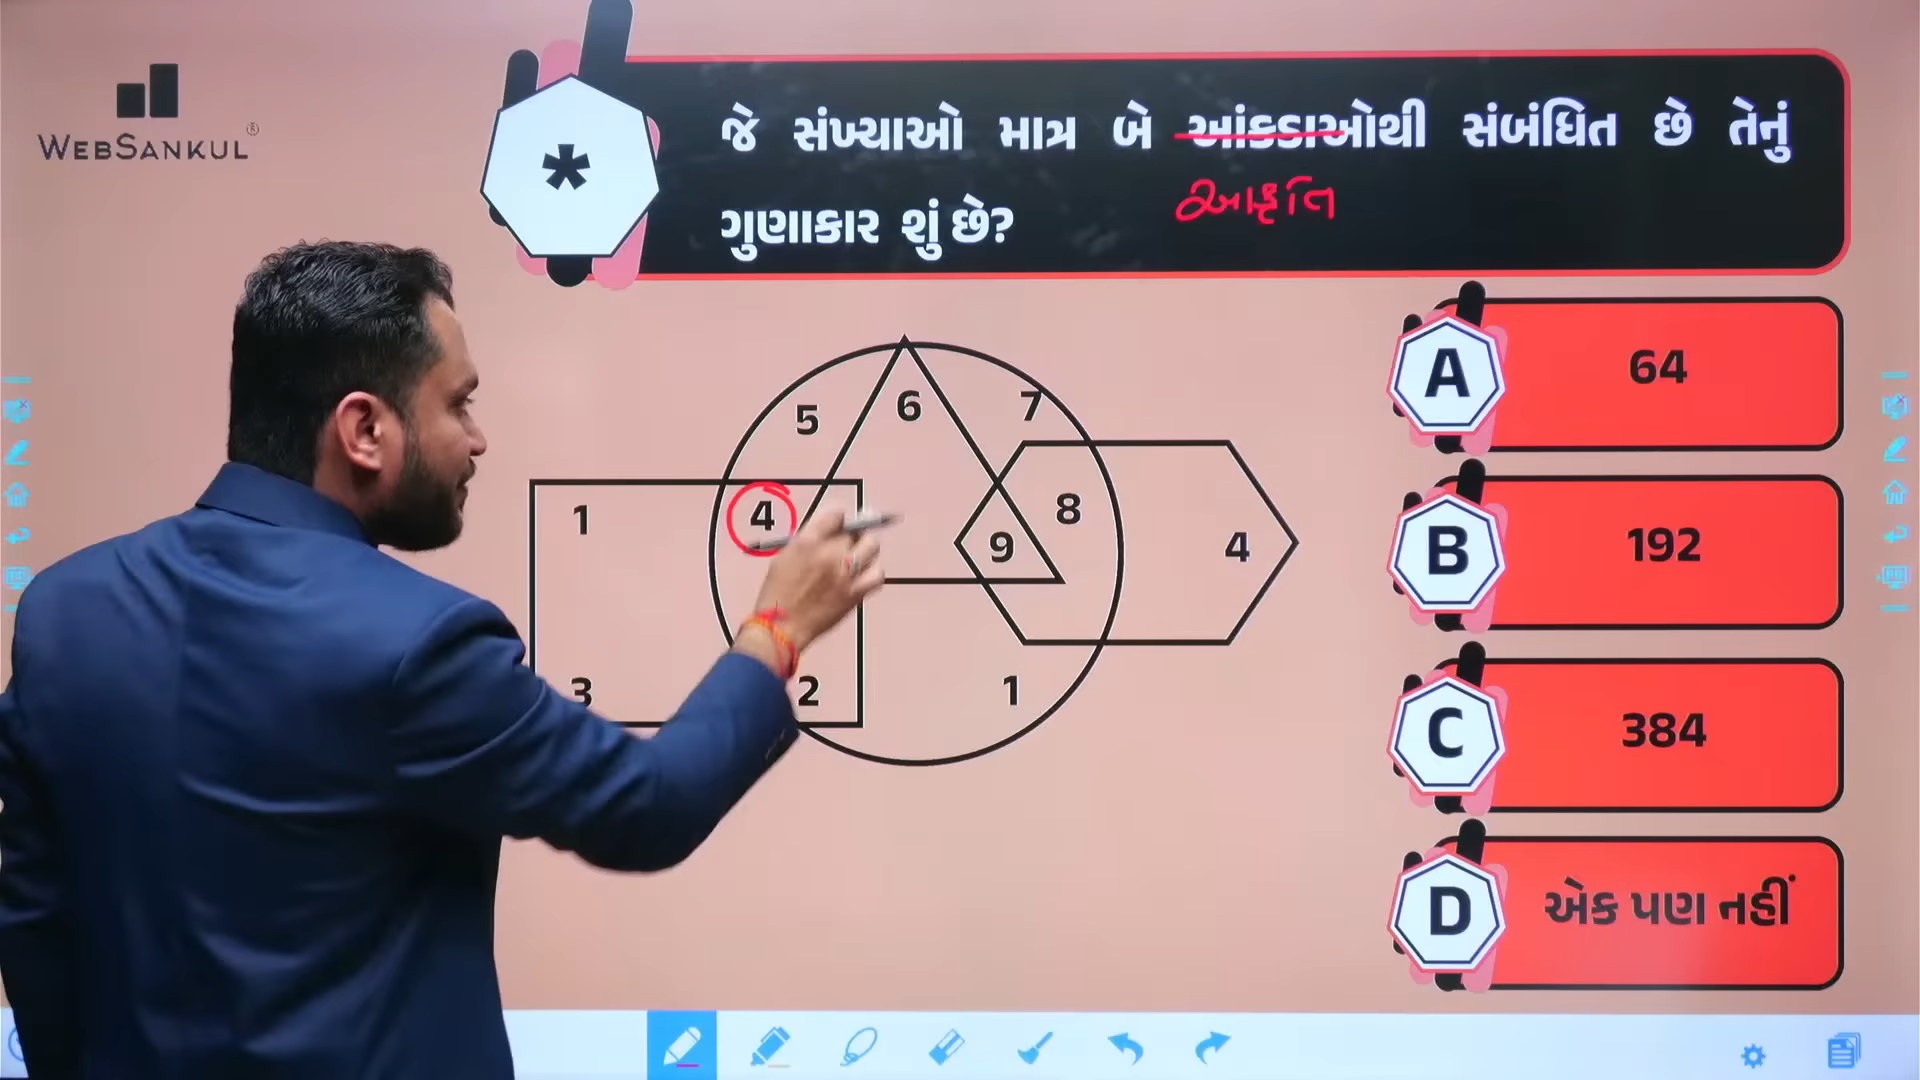 WEBSANKUL®
*
જે સંખ્યાઓ માત્ર બે આંકડાઓથી સંબંધિત છે તેનું
આકૃતિ
ગુણાકાર શું છે?
5 6 7
1 4 8
9 4
3 2 1
A 64
B 192
C 384
D એક પણ નહીં